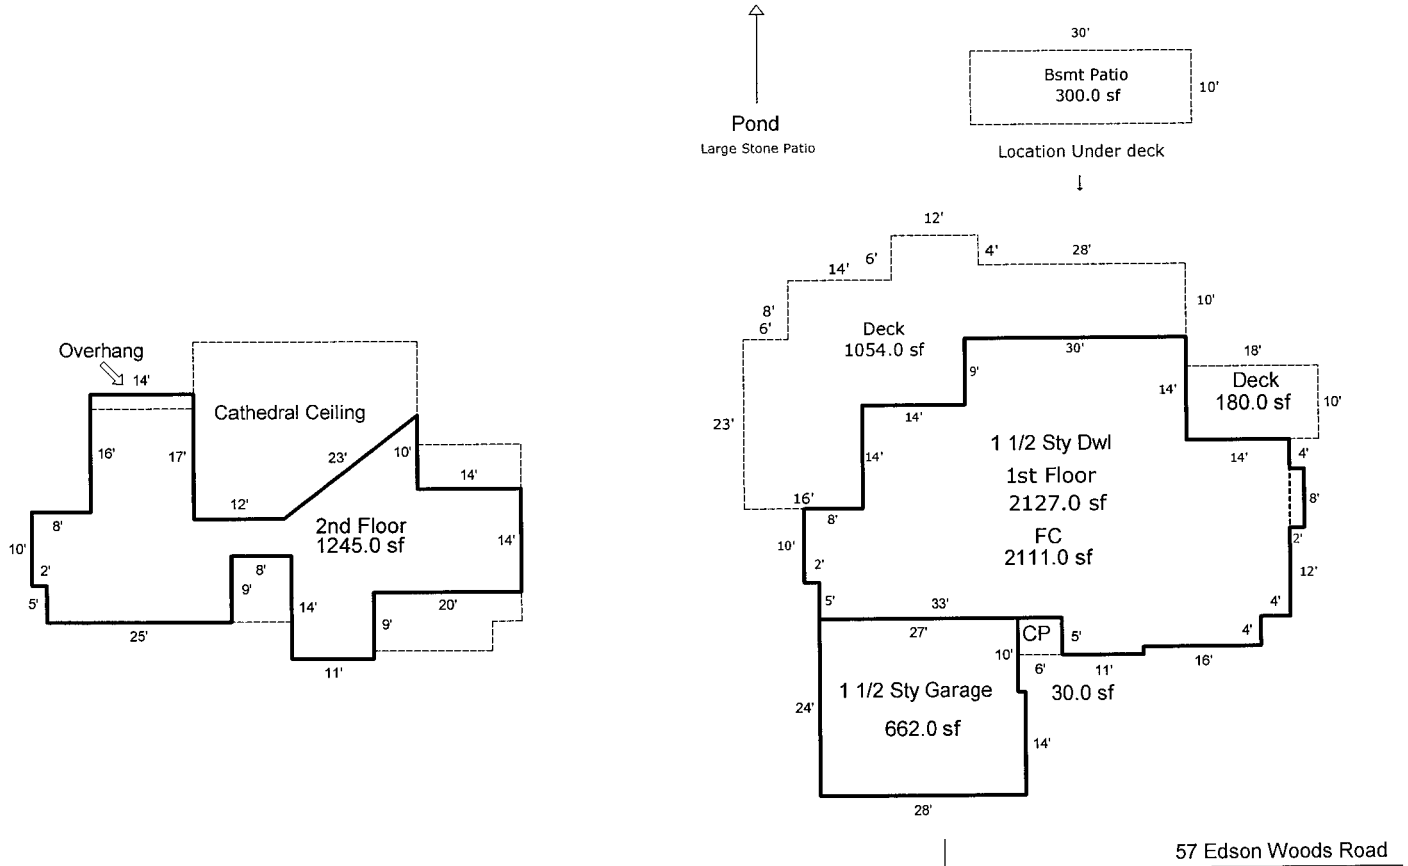 30'
Bsmt Patio
300.0 sf
10'
Pond
Large Stone Patio
Location Under deck
12'
6'
4'
28'
14'
10'
8'
6'
Deck
1054.0 sf
30'
9'
14'
14'
18'
Deck
180.0 sf
10'
23'
14'
1 1/2 Sty Dwl
1st Floor
2127.0 sf
FC
2111.0 sf
14'
4'
8'
2'
12'
16'
8'
10'
2'
5'
33'
27'
CP
5'
10'
6'
11'
16'
4'
4'
30.0 sf
1 1/2 Sty Garage
662.0 sf
24'
14'
28'
Overhang
14'
Cathedral Ceiling
16'
17'
23'
10'
14'
12'
8'
2nd Floor
1245.0 sf
14'
10'
2'
5'
8'
9'
14'
20'
9'
25'
11'
57 Edson Woods Road